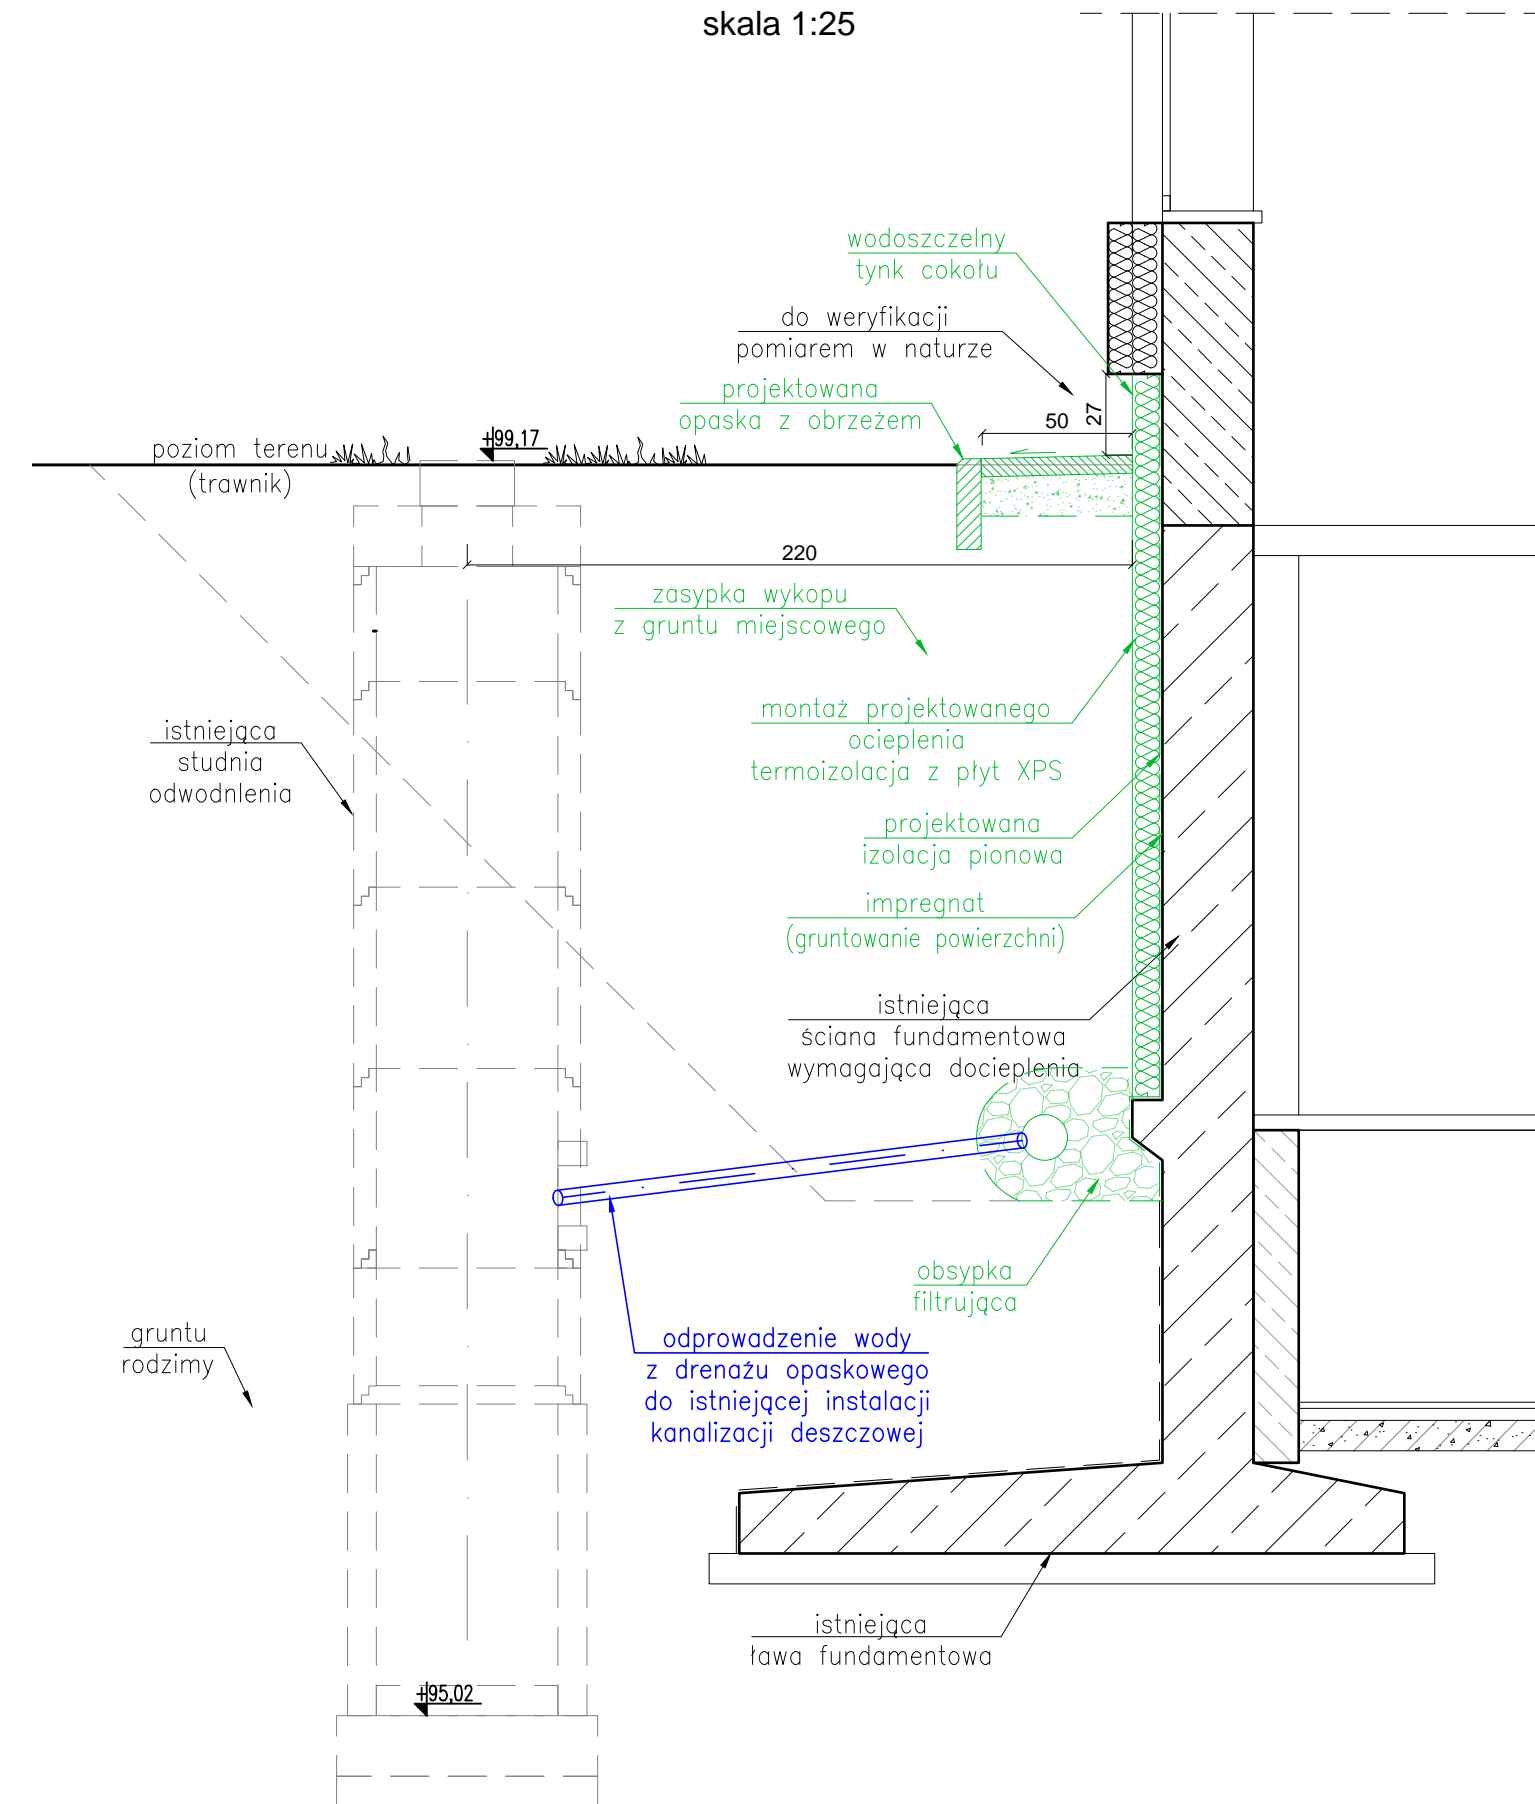 skala 1:25
wodoszczelny
tynk cokołu
do weryfikacji
pomiarem w naturze
projektowana
opaska z obrzeżem
50
27
poziom terenu
(trawnik)
+99,17
220
zasypka wykopu
z gruntu miejscowego
montaż projektowanego
ocieplenia
termoizolacja z płyt XPS
istniejąca
studnia
odwodnlenia
projektowana
izolacja pionowa
impregnat
(gruntowanie powierzchni)
istniejąca
ściana fundamentowa
wymagająca docieplenia
obsypka
filtrująca
gruntu
rodzimy
odprowadzenie wody
z drenażu opaskowego
do istniejącej instalacji
kanalizacji deszczowej
istniejąca
ława fundamentowa
+95,02